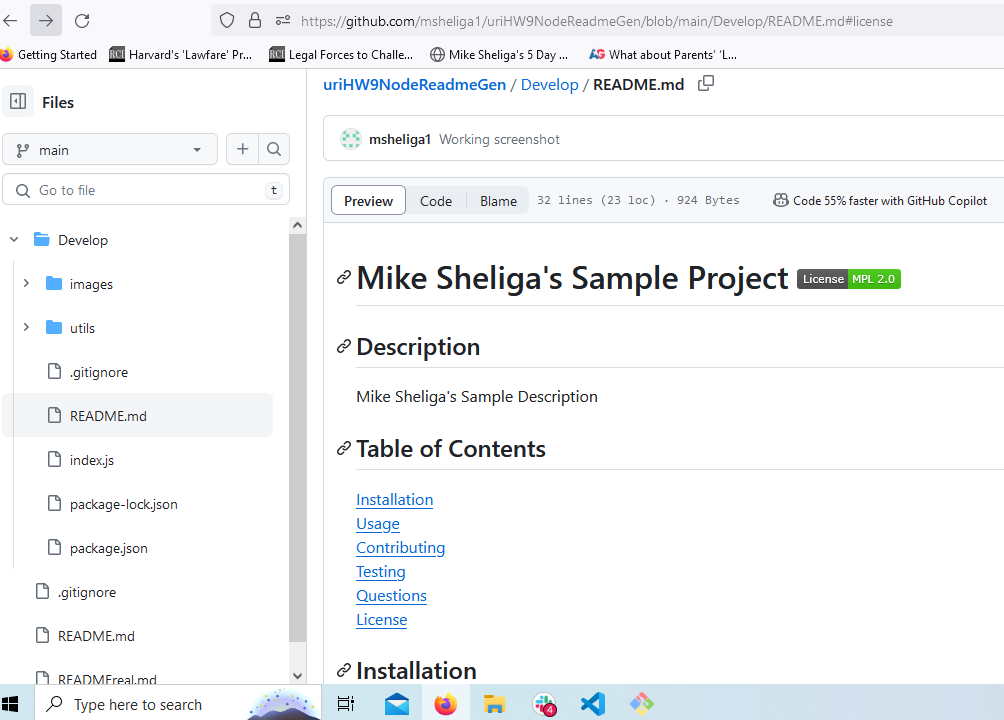 https://github.com/msheliga1/uriHW9NodeReadmeGen/blob/main/Develop/README.md#license
Getting Started
RCI Harvard's 'Lawfare' Pr...
RCI Legal Forces to Challe...
Mike Sheliga's 5 Day ...
AG What about Parents' 'L...
Files
main
Go to file
t
Develop
images
utils
.gitignore
README.md
index.js
package-lock.json
package.json
.gitignore
README.md
READMEreal.md
uriHW9NodeReadmeGen / Develop / README.md
msheliga1 Working screenshot
Preview Code Blame 32 lines (23 loc) · 924 Bytes Code 55% faster with GitHub Copilot
Mike Sheliga's Sample Project License MPL 2.0
Description
Mike Sheliga's Sample Description
Table of Contents
Installation
Usage
Contributing
Testing
Questions
License
Installation
Type here to search
4